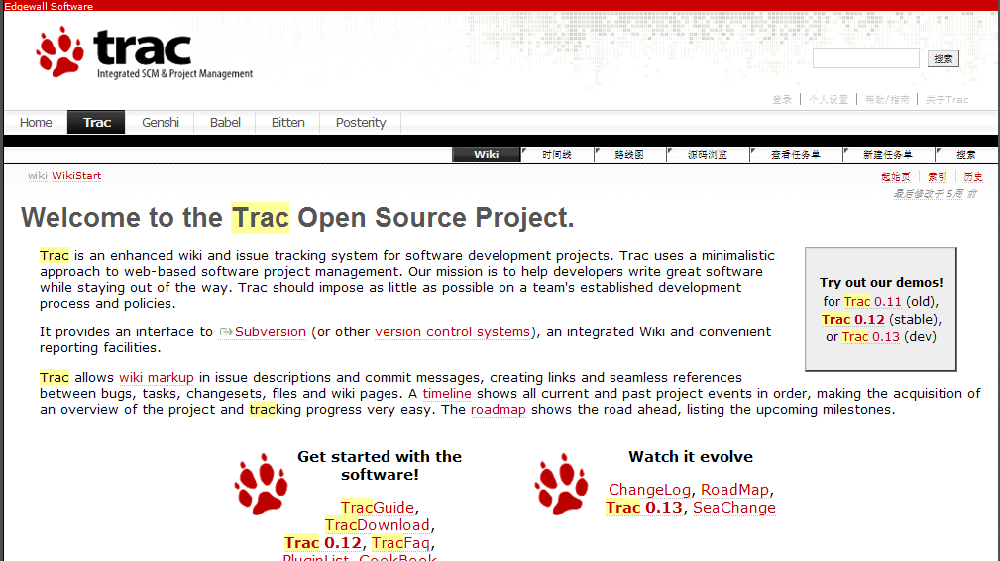 Edgewall Software
trac
Integrated SCM & Project Management
搜索
登录 | 个人设置 | 帮助/指南 | 关于Trac
Home Trac Genshi Babel Bitten Posterity
Wiki 时间线 路线图 源码浏览 查看任务单 新建任务单 搜索
wiki WikiStart
起始页 | 索引 | 历史
最后修改于 5周 前
Welcome to the Trac Open Source Project.
Trac is an enhanced wiki and issue tracking system for software development projects. Trac uses a minimalistic
approach to web-based software project management. Our mission is to help developers write great software
while staying out of the way. Trac should impose as little as possible on a team's established development
process and policies.
It provides an interface to Subversion (or other version control systems), an integrated Wiki and convenient
reporting facilities.
Trac allows wiki markup in issue descriptions and commit messages, creating links and seamless references
between bugs, tasks, changesets, files and wiki pages. A timeline shows all current and past project events in order, making the acquisition of
an overview of the project and tracking progress very easy. The roadmap shows the road ahead, listing the upcoming milestones.
Try out our demos!
for Trac 0.11 (old),
Trac 0.12 (stable),
or Trac 0.13 (dev)
Get started with the
software!
TracGuide,
TracDownload,
Trac 0.12, TracFaq,
PluginList, CookBook
Watch it evolve
ChangeLog, RoadMap,
Trac 0.13, SeaChange